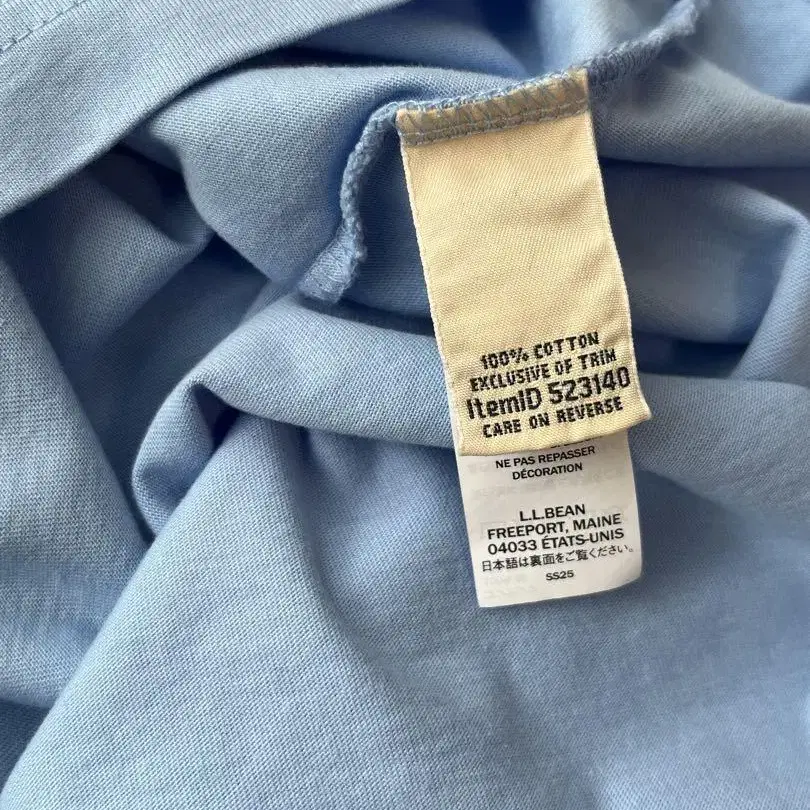 100% COTTON
EXCLUSIVE OF TRIM
ItemID 523140
CARE ON REVERSE
NE PAS REPASSER
DÉCORATION
L.L.BEAN
FREEPORT, MAINE
04033 ÉTATS-UNIS
日本語は裏面をご覧ください。
SS25